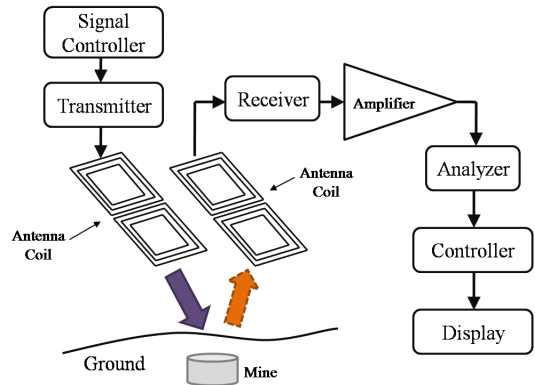 Signal
Controller
Transmitter
Receiver
Amplifier
Analyzer
Controller
Display
Antenna
Coil
Antenna
Coil
Ground
Mine